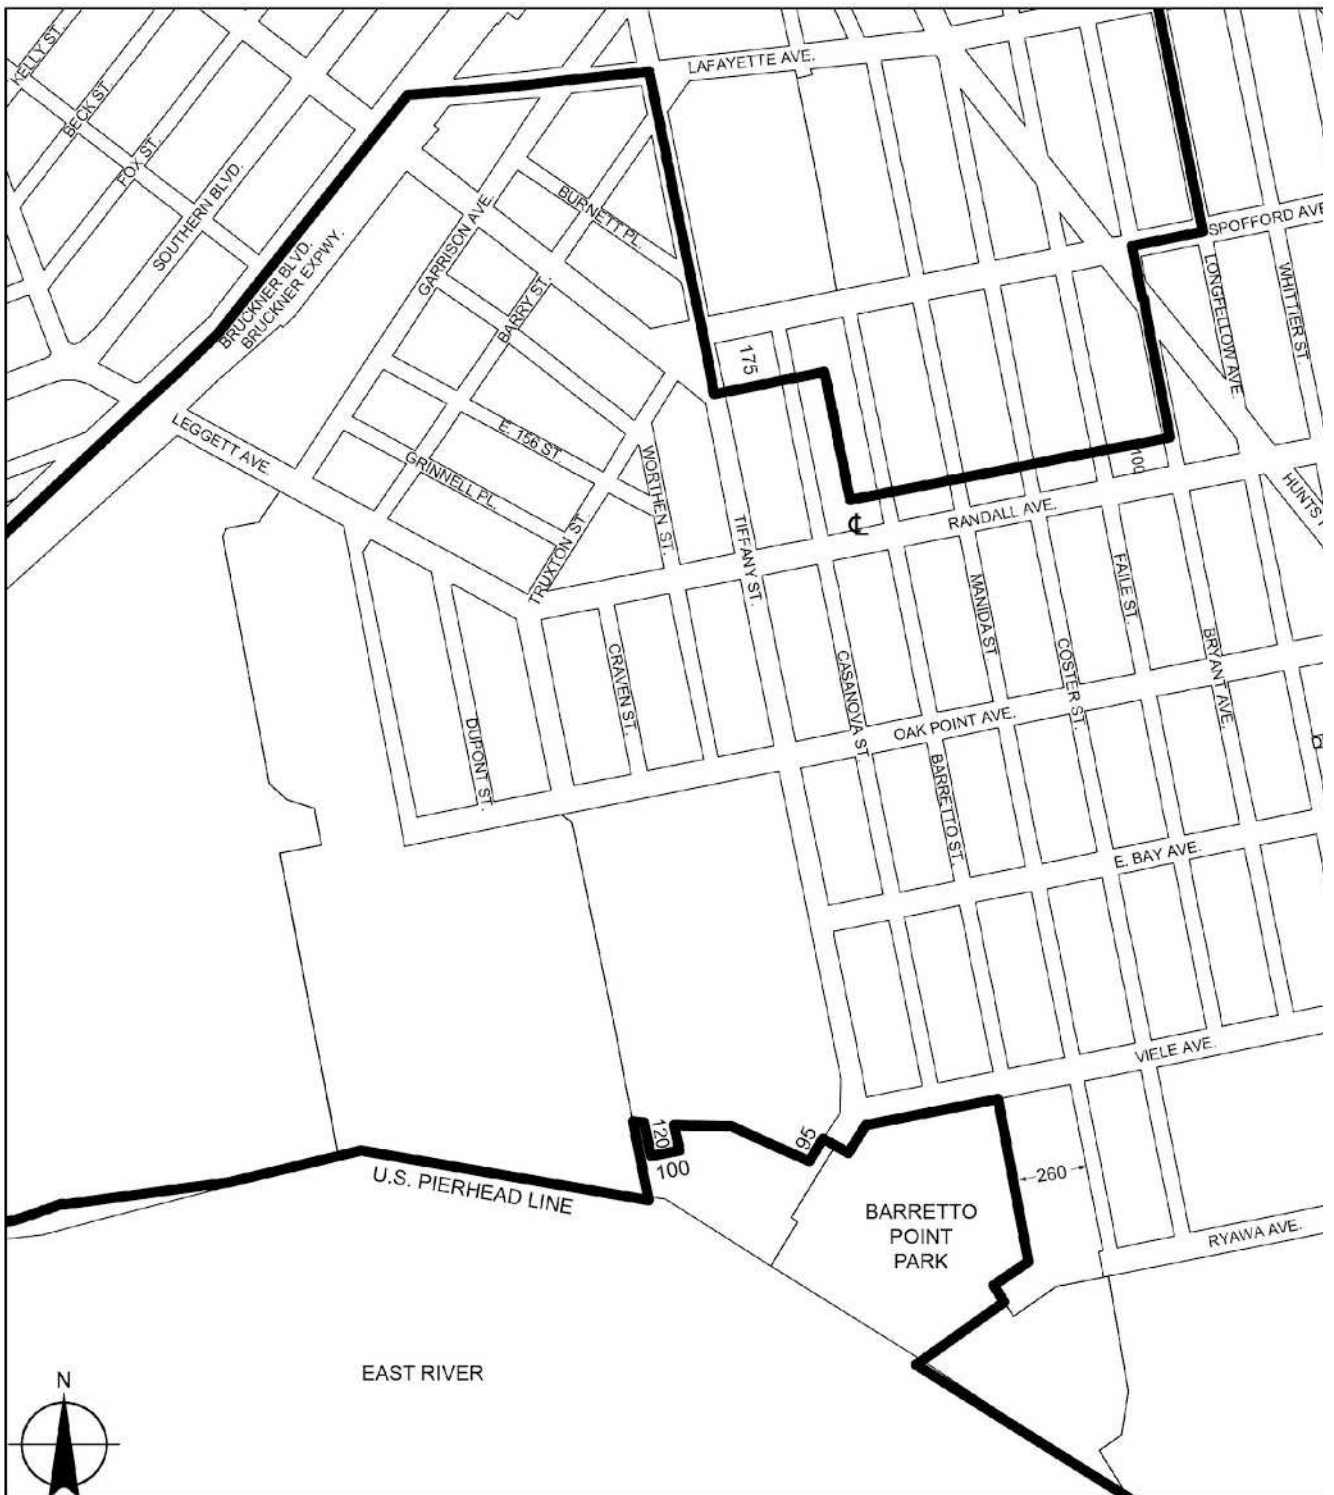 KELLY ST.
BECK ST.
FOX ST.
SOUTHERN BLVD.
BRUCKNER BLVD.
BRUCKNER EXPWY.
LAFAYETTE AVE.
GARRISON AVE.
BURNETT PL.
BARRY ST.
SPOFFORD AVE
LONGFELLOW AVE.
WHITTIER ST
175
LEGGETT AVE.
E. 156 ST.
GRINNELL PL.
WORTHEN ST.
TRUXTON ST
TIFFANY ST.
℄
RANDALL AVE.
100
HUNTS
CRAVEN ST.
DUPONT ST.
CASANOVA ST
MANIDA ST
COSTER ST.
FAILE ST.
BRYANT AVE.
OAK POINT AVE.
BARRETTO ST.
E. BAY AVE.
VIELE AVE.
120
100
95
260
U.S. PIERHEAD LINE
BARRETTO
POINT
PARK
RYAWA AVE.
EAST RIVER
N